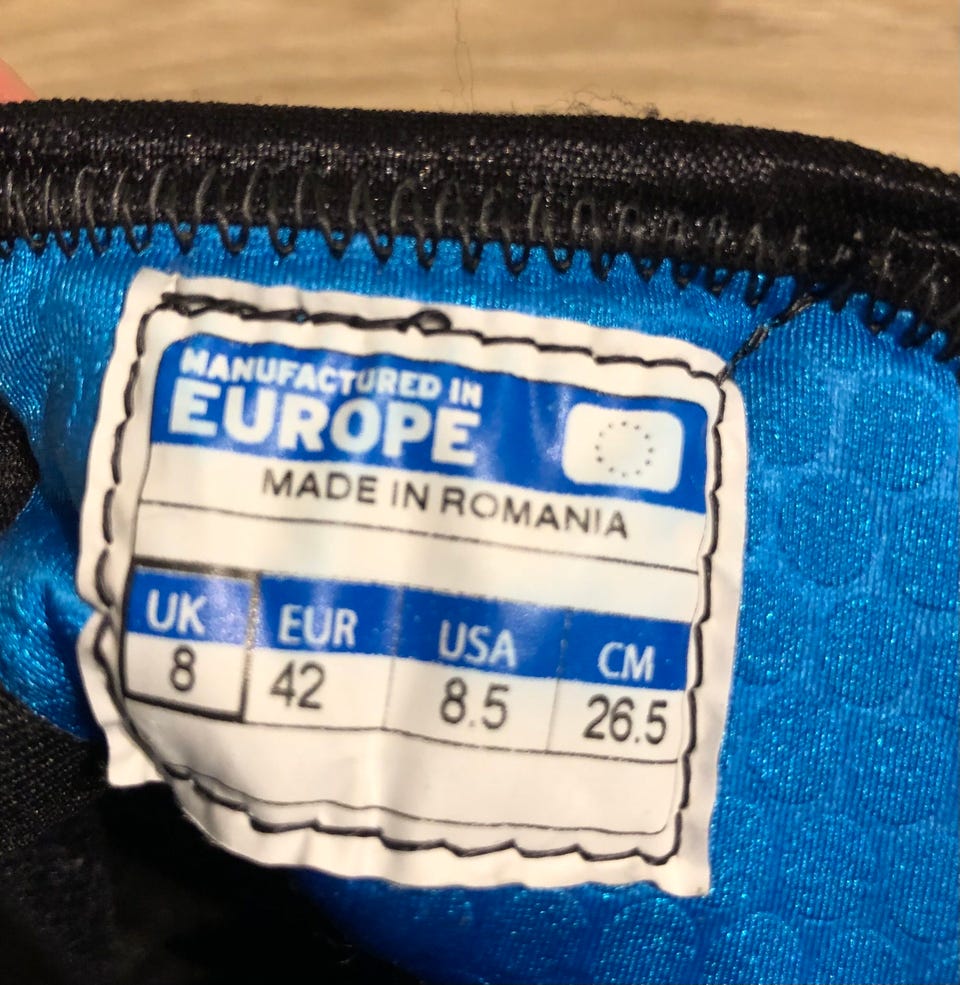 MANUFACTURED IN
EUROPE
MADE IN ROMANIA
UK EUR USA CM
8 42 8.5 26.5